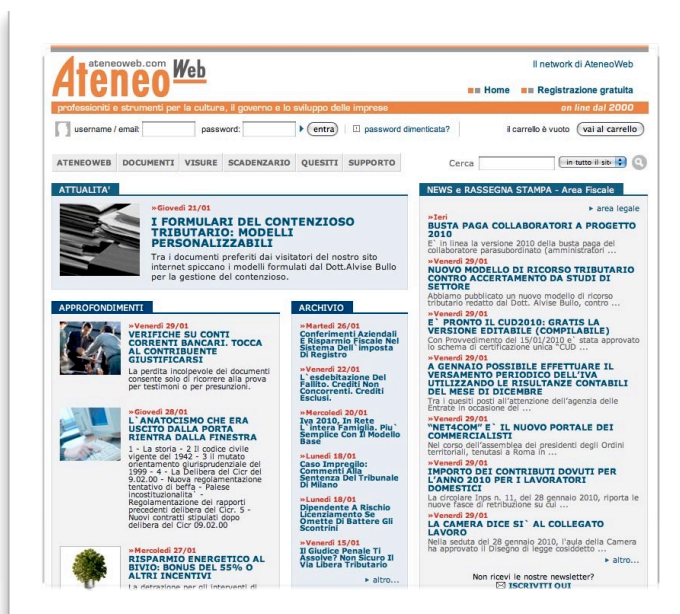 ateneoweb.com
Ateneo Web
Il network di AteneoWeb
Home Registrazione gratuita
professioniti e strumenti per la cultura, il governo e lo sviluppo delle imprese
on line dal 2000
username / email: password: entra password dimenticata? il carrello è vuoto vai al carrello
ATENEOWEB DOCUMENTI VISURE SCADENZARIO QUESITI SUPPORTO
Cerca in tutto il sit
ATTUALITA'
»Giovedì 21/01
I FORMULARI DEL CONTENZIOSO
TRIBUTARIO: MODELLI
PERSONALIZZABILI
Tra i documenti preferiti dai visitatori del nostro sito
internet spiccano i modelli formulati dal Dott.Alvise Bullo
per la gestione del contenzioso.
APPROFONDIMENTI
»Venerdì 29/01
VERIFICHE SU CONTI
CORRENTI BANCARI. TOCCA
AL CONTRIBUENTE
GIUSTIFICARSI
La perdita incolpevole dei documenti
consente solo di ricorrere alla prova
per testimoni o per presunzioni.
»Giovedì 28/01
L`ANATOCISMO CHE ERA
USCITO DALLA PORTA
RIENTRA DALLA FINESTRA
1 - La storia - 2 Il codice civile
vigente del 1942 - 3 il mutato
orientamento giurisprudenziale del
1999 - 4 - La Delibera del Cicr del
9.02.00 - Nuova regolamentazione
tentativo di beffa - Palese
incostituzionalita` -
Regolamentazione dei rapporti
precedenti delibera del Cicr. 5 -
Nuovi contratti stipulati dopo
delibera del Cicr 09.02.00
»Mercoledì 27/01
RISPARMIO ENERGETICO AL
BIVIO: BONUS DEL 55% O
ALTRI INCENTIVI
La detrazione per gli interventi di
ARCHIVIO
»Martedì 26/01
Conferimenti Aziendali
E Risparmio Fiscale Nel
Sistema Dell`imposta
Di Registro
»Venerdì 22/01
L`esdebitazione Del
Fallito. Crediti Non
Concorrenti. Crediti
Esclusi.
»Mercoledì 20/01
Iva 2010, In Rete
L`intera Famiglia. Piu`
Semplice Con Il Modello
Base
»Lunedì 18/01
Caso Impregilo:
Commenti Alla
Sentenza Del Tribunale
Di Milano
»Lunedì 18/01
Dipendente A Rischio
Licenziamento Se
Omette Di Battere Gli
Scontrini
»Venerdì 15/01
Il Giudice Penale Ti
Assolve? Non Sicuro Il
Via Libera Tributario
altro...
NEWS e RASSEGNA STAMPA - Area Fiscale
area legale
»Ieri
BUSTA PAGA COLLABORATORI A PROGETTO
2010
E` in linea la versione 2010 della busta paga del
collaboratore parasubordinato (amministratori ...
»Venerdì 29/01
NUOVO MODELLO DI RICORSO TRIBUTARIO
CONTRO ACCERTAMENTO DA STUDI DI
SETTORE
Abbiamo pubblicato un nuovo modello di ricorso
tributario redatto dal Dott. Alvise Bullo, contro ...
»Venerdì 29/01
E` PRONTO IL CUD2010: GRATIS LA
VERSIONE EDITABILE (COMPILABILE)
Con Provvedimento del 15/01/2010 e` stata approvato
lo schema di certificazione unica "CUD ...
»Venerdì 29/01
A GENNAIO POSSIBILE EFFETTUARE IL
VERSAMENTO PERIODICO DELL'IVA
UTILIZZANDO LE RISULTANZE CONTABILI
DEL MESE DI DICEMBRE
Tra i quesiti posti all'attenzione dell'agenzia delle
Entrate in occasione del ...
»Venerdì 29/01
"NET4COM" E` IL NUOVO PORTALE DEI
COMMERCIALISTI
Nel corso dell'assemblea dei presidenti degli Ordini
territoriali, tenutasi a Roma in ...
»Venerdì 29/01
IMPORTO DEI CONTRIBUTI DOVUTI PER
L'ANNO 2010 PER I LAVORATORI
DOMESTICI
La circolare Inps n. 11, del 28 gennaio 2010, riporta le
nuove fasce di retribuzione su cui ...
»Venerdì 29/01
LA CAMERA DICE SI` AL COLLEGATO
LAVORO
Nella seduta del 28 gennaio 2010, l'aula della Camera
ha approvato il Disegno di legge cosiddetto ...
altro...
Non ricevi le nostre newsletter?
ISCRIVITI QUI